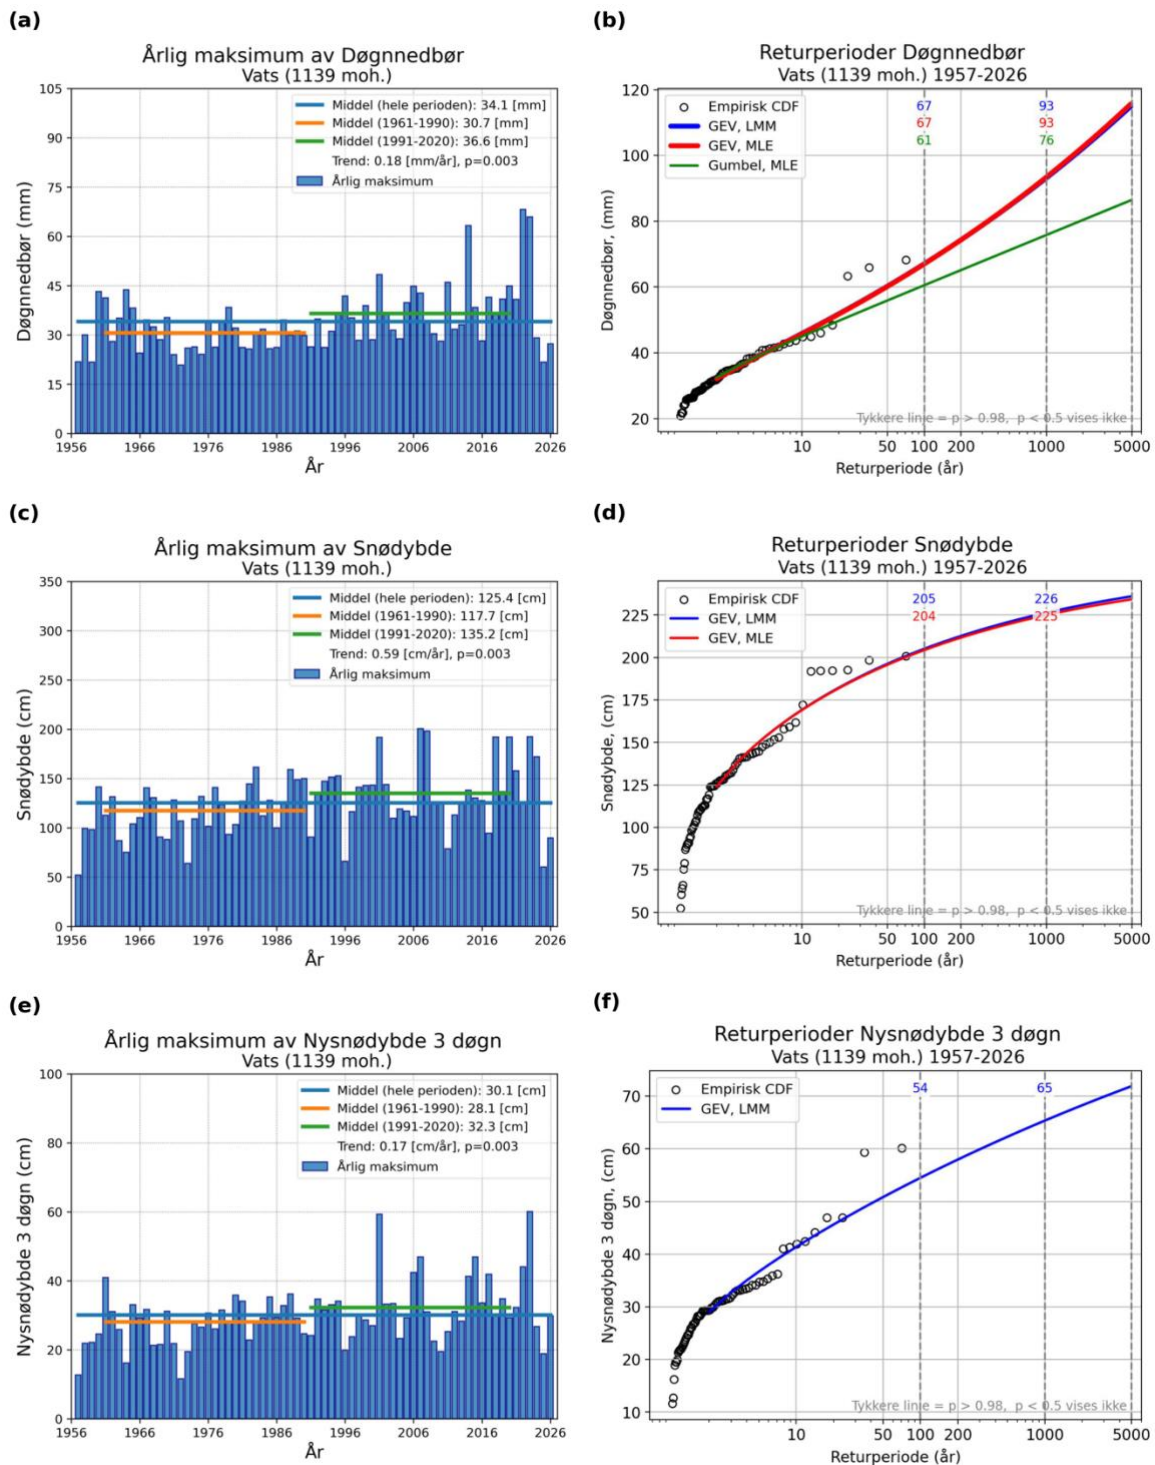 (a)
Årlig maksimum av Døgnnedbør
Vats (1139 moh.)
Døgnnedbør (mm)
105
90
75
60
45
30
15
0
Middel (hele perioden): 34.1 [mm]
Middel (1961-1990): 30.7 [mm]
Middel (1991-2020): 36.6 [mm]
Trend: 0.18 [mm/år], p=0.003
Årlig maksimum
1956 1966 1976 1986 1996 2006 2016 2026
År
(b)
Returperioder Døgnnedbør
Vats (1139 moh.) 1957-2026
Døgnnedbør, (mm)
120
100
80
60
40
20
Empirisk CDF
GEV, LMM
GEV, MLE
Gumbel, MLE
67 93
67 93
61 76
Tykkere linje = p > 0.98, p < 0.5 vises ikke
10 50 100 200 1000 5000
Returperiode (år)
(c)
Årlig maksimum av Snødybde
Vats (1139 moh.)
Snødybde (cm)
350
300
250
200
150
100
50
0
Middel (hele perioden): 125.4 [cm]
Middel (1961-1990): 117.7 [cm]
Middel (1991-2020): 135.2 [cm]
Trend: 0.59 [cm/år], p=0.003
Årlig maksimum
1956 1966 1976 1986 1996 2006 2016 2026
År
(d)
Returperioder Snødybde
Vats (1139 moh.) 1957-2026
Snødybde, (cm)
225
200
175
150
125
100
75
50
Empirisk CDF
GEV, LMM
GEV, MLE
205 226
204 225
Tykkere linje = p > 0.98, p < 0.5 vises ikke
10 50 100 200 1000 5000
Returperiode (år)
(e)
Årlig maksimum av Nysnødybde 3 døgn
Vats (1139 moh.)
Nysnødybde 3 døgn (cm)
100
80
60
40
20
0
Middel (hele perioden): 30.1 [cm]
Middel (1961-1990): 28.1 [cm]
Middel (1991-2020): 32.3 [cm]
Trend: 0.17 [cm/år], p=0.003
Årlig maksimum
1956 1966 1976 1986 1996 2006 2016 2026
År
(f)
Returperioder Nysnødybde 3 døgn
Vats (1139 moh.) 1957-2026
Nysnødybde 3 døgn, (cm)
70
60
50
40
30
20
10
Empirisk CDF
GEV, LMM
54 65
Tykkere linje = p > 0.98, p < 0.5 vises ikke
10 50 100 200 1000 5000
Returperiode (år)